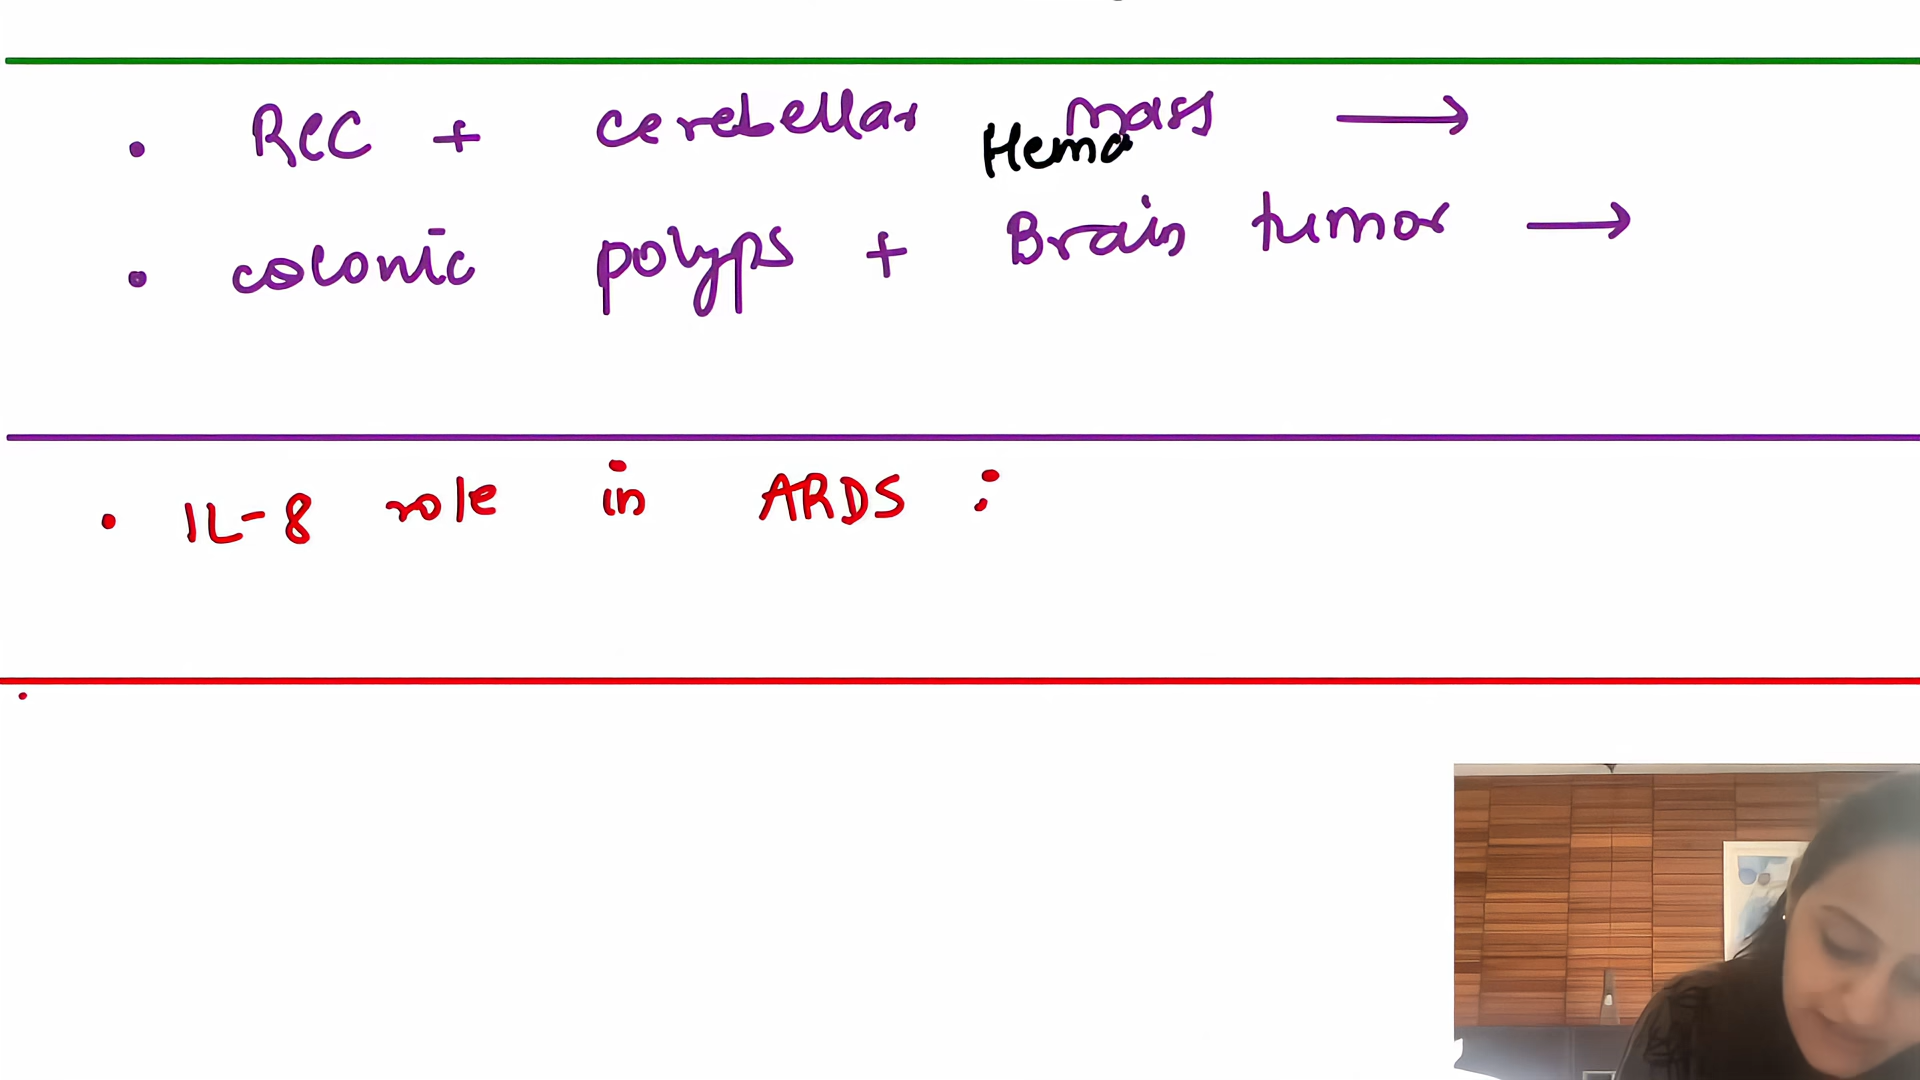 • RCC + cerebellar mass →
Hema
• colonic polyps + Brain tumor →
• IL-8 role in ARDS :